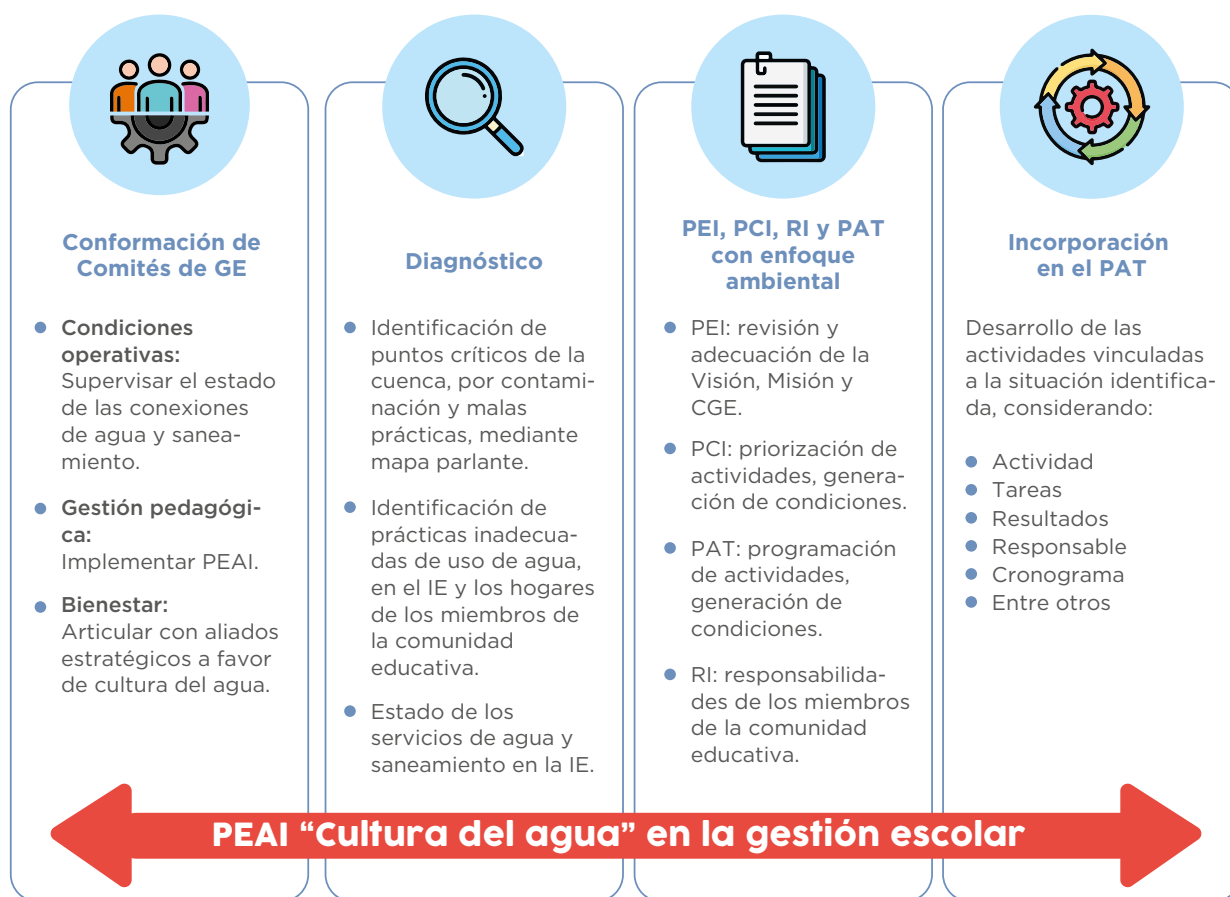 Conformación de
Comités de GE
Condiciones
operativas:
Supervisar el estado
de las conexiones
de agua y sanea-
miento.
Gestión pedagógi-
ca:
Implementar PEAI.
Bienestar:
Articular con aliados
estratégicos a favor
de cultura del agua.
Diagnóstico
Identificación de
puntos críticos de la
cuenca, por contami-
nación y malas
prácticas, mediante
mapa parlante.
Identificación de
prácticas inadecua-
das de uso de agua,
en el IE y los hogares
de los miembros de
la comunidad
educativa.
Estado de los
servicios de agua y
saneamiento en la IE.
PEI, PCI, RI y PAT
con enfoque
ambiental
PEI: revisión y
adecuación de la
Visión, Misión y
CGE.
PCI: priorización de
actividades, genera-
ción de condiciones.
PAT: programación
de actividades,
generación de
condiciones.
RI: responsabilida-
des de los miembros
de la comunidad
educativa.
Incorporación
en el PAT
Desarrollo de las
actividades vinculadas
a la situación identifica-
da, considerando:
Actividad
Tareas
Resultados
Responsable
Cronograma
Entre otros
PEAI “Cultura del agua” en la gestión escolar